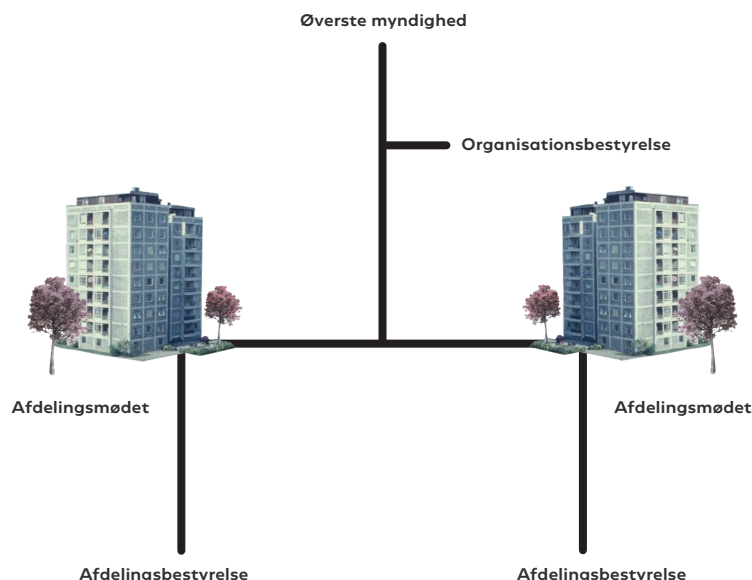 Øverste myndighed
Organisationsbestyrelse
Afdelingsmødet
Afdelingsmødet
Afdelingsbestyrelse
Afdelingsbestyrelse